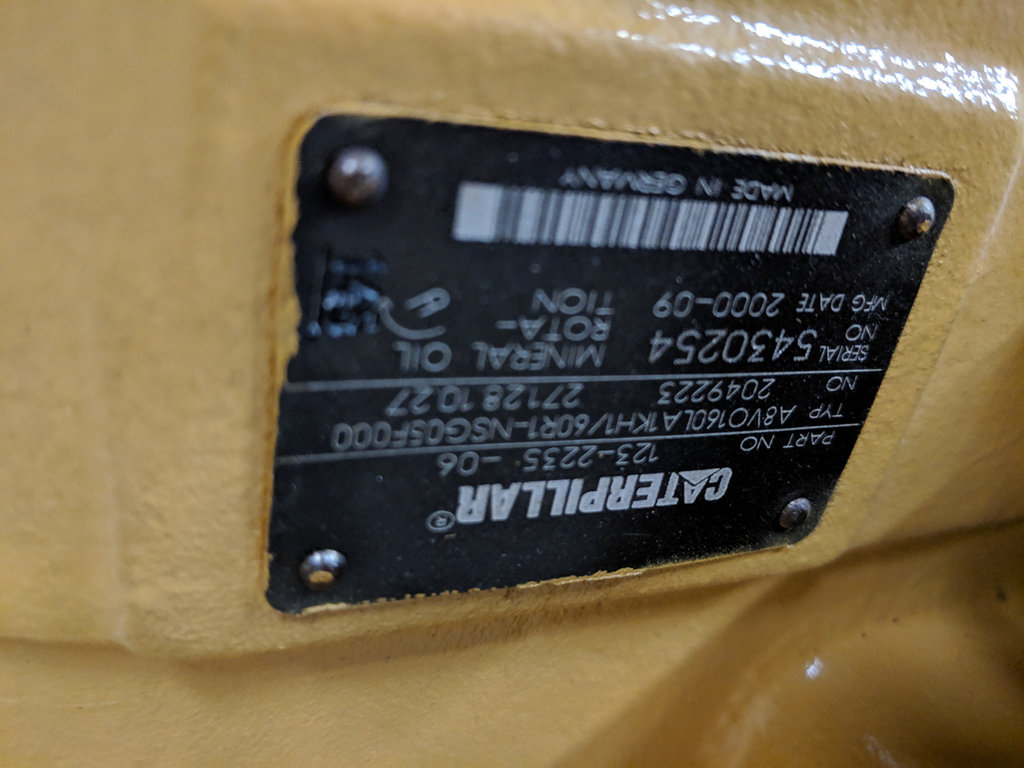 CATERPILLAR®
PART NO 123-2235 -06
TYP A8VO160LA1KH1/60R1-NSG05F000
NO 2049223 27128.10.27
SERIAL NO 5430254 MINERAL OIL
MFG DATE 2000-09 ROTA-TION
MADE IN GERMANY